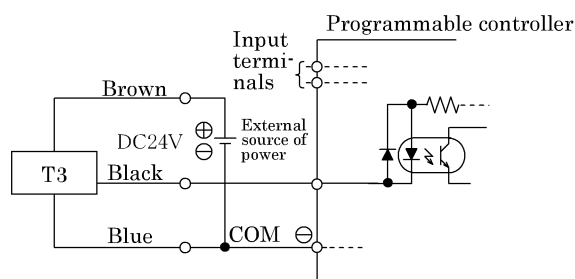 Programmable controller
Input
termi-
nals
Brown
DC24V
⊕
⊖
External
source of
power
T3
Black
Blue
COM ⊖